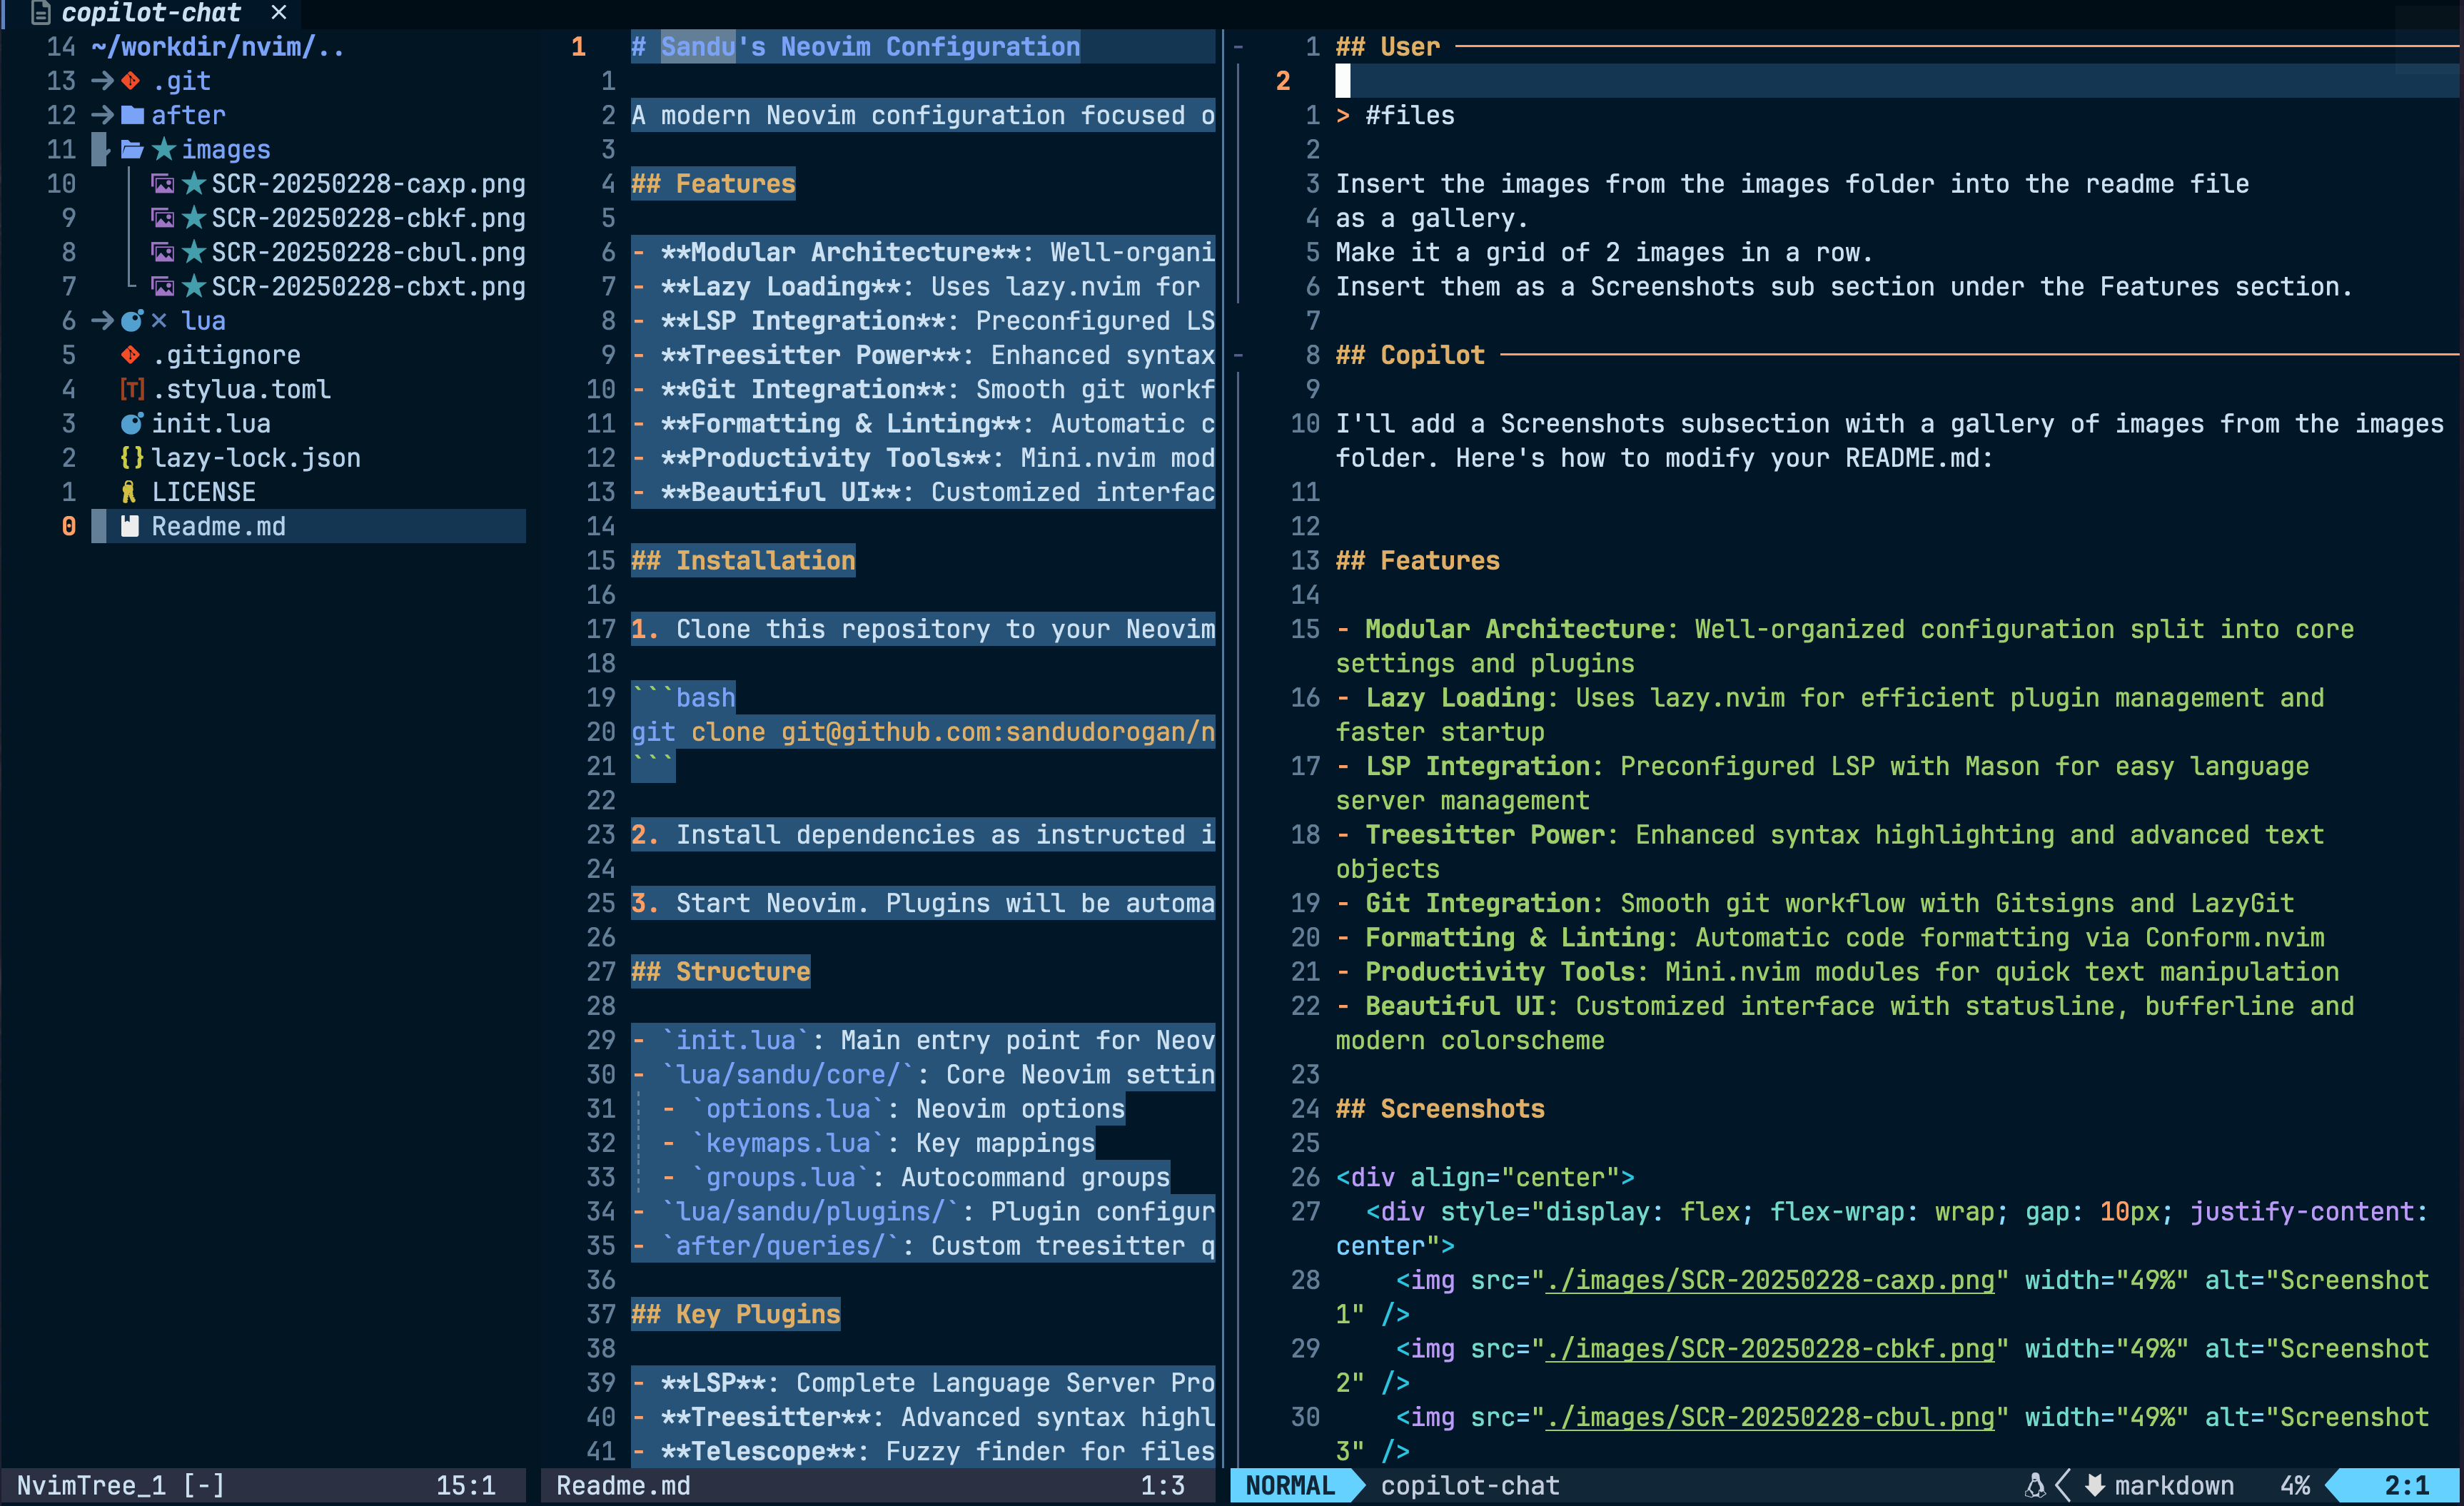 copilot-chat ×
14 ~/workdir/nvim/..
13 .git
12 after
11 images
10 SCR-20250228-caxp.png
9 SCR-20250228-cbkf.png
8 SCR-20250228-cbul.png
7 SCR-20250228-cbxt.png
6 lua
5 .gitignore
4 [T] .stylua.toml
3 init.lua
2 {} lazy-lock.json
1 LICENSE
0 Readme.md
NvimTree_1 [-] 15:1
1 # Sandu's Neovim Configuration
1
2 A modern Neovim configuration focused o
3
4 ## Features
5
6 - **Modular Architecture**: Well-organi
7 - **Lazy Loading**: Uses lazy.nvim for
8 - **LSP Integration**: Preconfigured LS
9 - **Treesitter Power**: Enhanced syntax
10 - **Git Integration**: Smooth git workf
11 - **Formatting & Linting**: Automatic c
12 - **Productivity Tools**: Mini.nvim mod
13 - **Beautiful UI**: Customized interfac
14
15 ## Installation
16
17 1. Clone this repository to your Neovim
18
19 ```bash
20 git clone git@github.com:sandudorogan/n
21 ```
22
23 2. Install dependencies as instructed i
24
25 3. Start Neovim. Plugins will be automa
26
27 ## Structure
28
29 - `init.lua`: Main entry point for Neov
30 - `lua/sandu/core/`: Core Neovim settin
31 - `options.lua`: Neovim options
32 - `keymaps.lua`: Key mappings
33 - `groups.lua`: Autocommand groups
34 - `lua/sandu/plugins/`: Plugin configur
35 - `after/queries/`: Custom treesitter q
36
37 ## Key Plugins
38
39 - **LSP**: Complete Language Server Pro
40 - **Treesitter**: Advanced syntax highl
41 - **Telescope**: Fuzzy finder for files
Readme.md 1:3
1 ## User
2
1 > #files
2
3 Insert the images from the images folder into the readme file
4 as a gallery.
5 Make it a grid of 2 images in a row.
6 Insert them as a Screenshots sub section under the Features section.
7
8 ## Copilot
9
10 I'll add a Screenshots subsection with a gallery of images from the images
folder. Here's how to modify your README.md:
11
12
13 ## Features
14
15 - Modular Architecture: Well-organized configuration split into core
settings and plugins
16 - Lazy Loading: Uses lazy.nvim for efficient plugin management and
faster startup
17 - LSP Integration: Preconfigured LSP with Mason for easy language
server management
18 - Treesitter Power: Enhanced syntax highlighting and advanced text
objects
19 - Git Integration: Smooth git workflow with Gitsigns and LazyGit
20 - Formatting & Linting: Automatic code formatting via Conform.nvim
21 - Productivity Tools: Mini.nvim modules for quick text manipulation
22 - Beautiful UI: Customized interface with statusline, bufferline and
modern colorscheme
23
24 ## Screenshots
25
26 <div align="center">
27 <div style="display: flex; flex-wrap: wrap; gap: 10px; justify-content:
center">
28 <img src="./images/SCR-20250228-caxp.png" width="49%" alt="Screenshot
1" />
29 <img src="./images/SCR-20250228-cbkf.png" width="49%" alt="Screenshot
2" />
30 <img src="./images/SCR-20250228-cbul.png" width="49%" alt="Screenshot
3" />
NORMAL copilot-chat markdown 4% 2:1